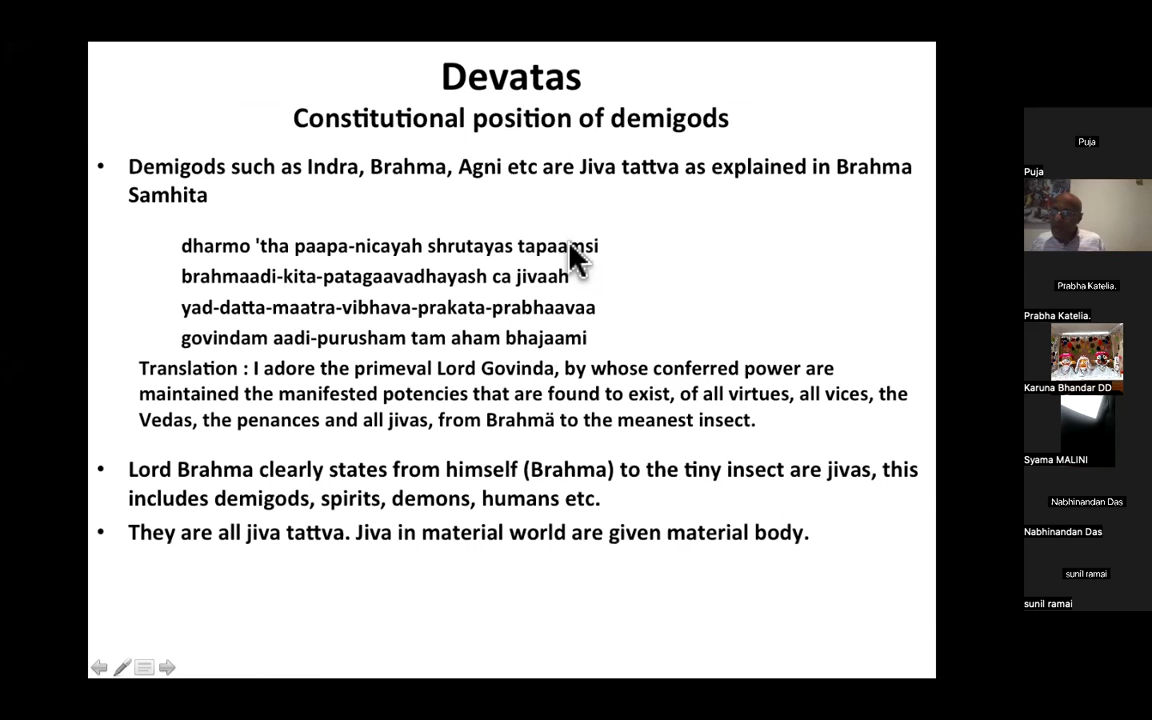 Devatas
Constitutional position of demigods
• Demigods such as Indra, Brahma, Agni etc are Jiva tattva as explained in Brahma
Samhita
dharmo 'tha paapa-nicayah shrutayas tapaamsi
brahmaadi-kita-patagaavadhayash ca jivaah
yad-datta-maatra-vibhava-prakata-prabhaavaa
govindam aadi-purusham tam aham bhajaami
Translation : I adore the primeval Lord Govinda, by whose conferred power are
maintained the manifested potencies that are found to exist, of all virtues, all vices, the
Vedas, the penances and all jivas, from Brahmä to the meanest insect.
• Lord Brahma clearly states from himself (Brahma) to the tiny insect are jivas, this
includes demigods, spirits, demons, humans etc.
• They are all jiva tattva. Jiva in material world are given material body.
Puja
Puja
Prabha Katelia.
Prabha Katelia.
Karuna Bhandar DD
Syama MALINI
Nabhinandan Das
Nabhinandan Das
sunil ramai
sunil ramai